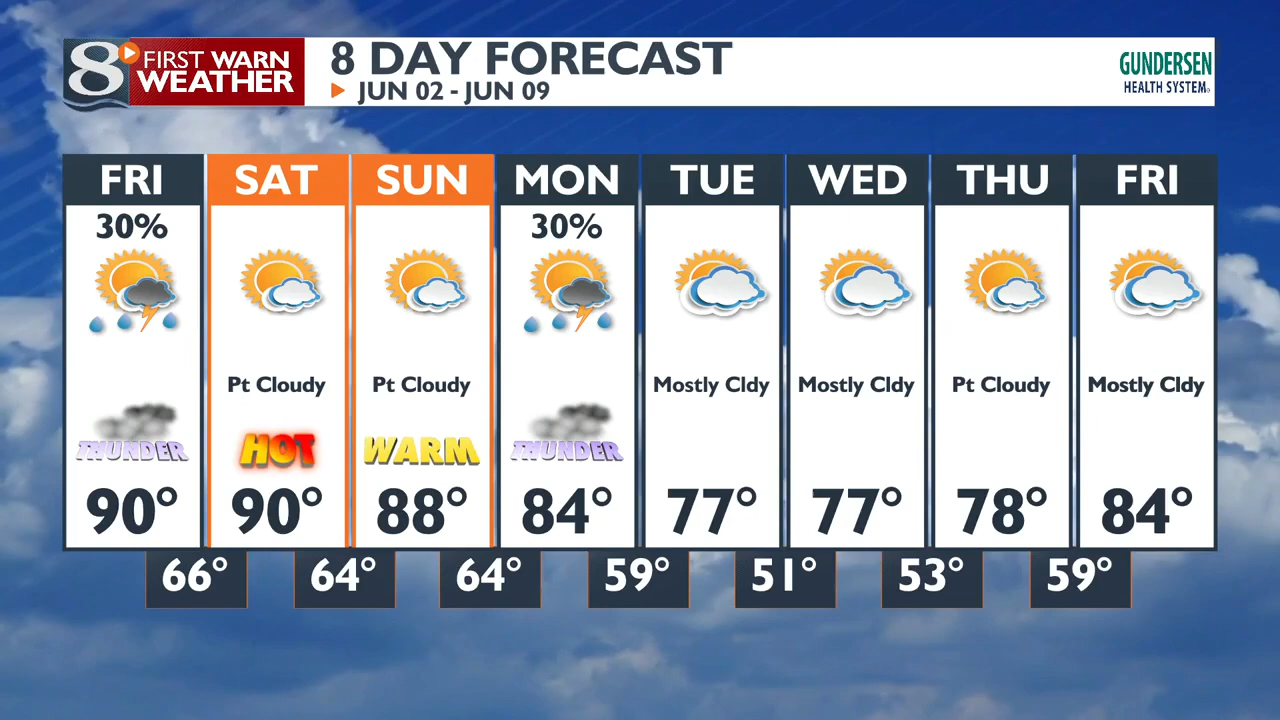 8 FIRST WARN
WEATHER
8 DAY FORECAST
JUN 02 - JUN 09
GUNDERSEN
HEALTH SYSTEM
FRI SAT SUN MON TUE WED THU FRI
30% 30%
Pt Cloudy Pt Cloudy Mostly Cldy Mostly Cldy Pt Cloudy Mostly Cldy
THUNDER HOT WARM THUNDER
90° 90° 88° 84° 77° 77° 78° 84°
66° 64° 64° 59° 51° 53° 59°